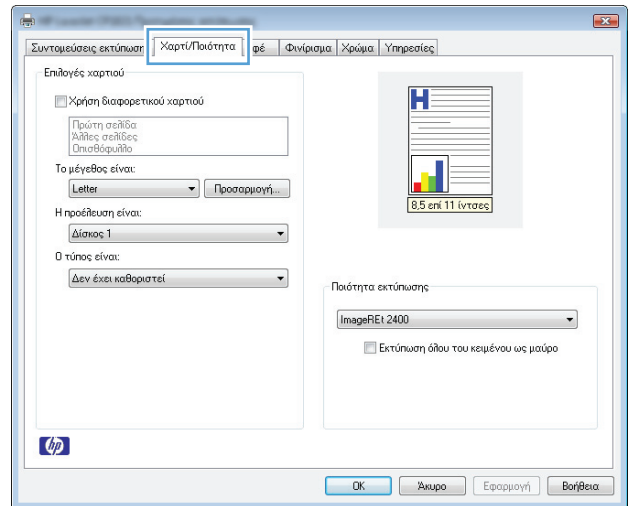 Συντομεύσεις εκτύπωση
Χαρτί/Ποιότητα
φέ
Φινίρισμα
Χρώμα
Υπηρεσίες
Επιλογές χαρτιού
Χρήση διαφορετικού χαρτιού
Πρώτη σελίδα
Άλλες σελίδες
Οπισθόφυλλο
Το μέγεθος είναι:
Letter
Προσαρμογή...
Η προέλευση είναι:
Δίσκος 1
Ο τύπος είναι:
Δεν έχει καθοριστεί
H
8,5 επί 11 ίντσες
Ποιότητα εκτύπωσης
ImageREt 2400
Εκτύπωση όλου του κειμένου ως μαύρο
hp
OK
Άκυρο
Εφαρμογή
Βοήθεια